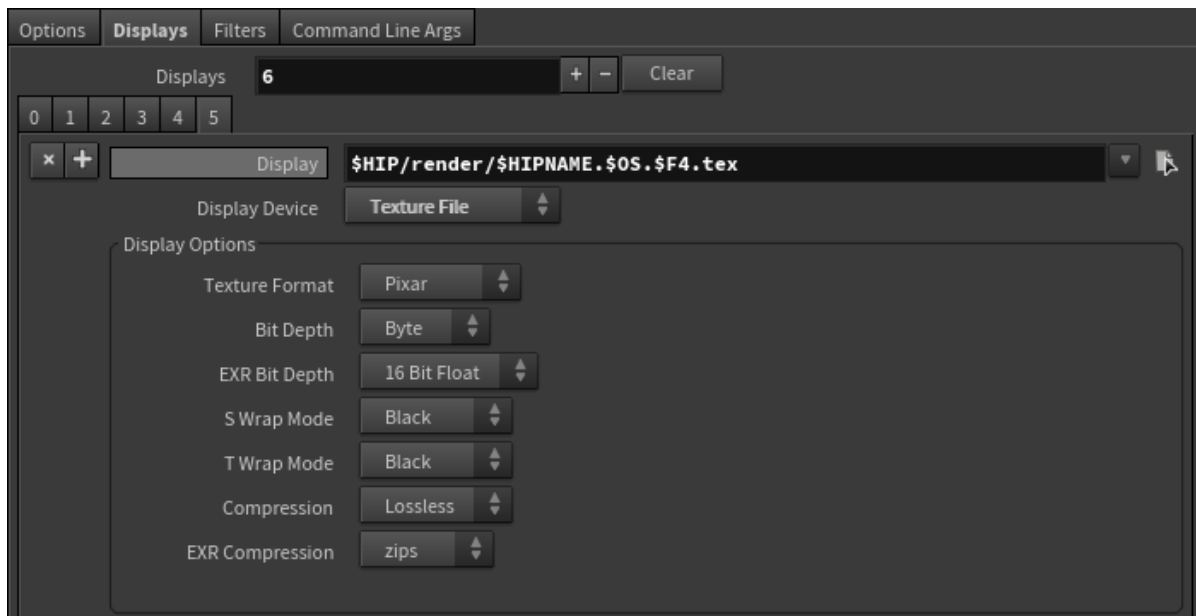 Options Displays Filters Command Line Args
Displays 6 + - Clear
0 1 2 3 4 5
Display $HIP/render/$HIPNAME.$OS.$F4.tex
Display Device Texture File
Display Options
Texture Format Pixar
Bit Depth Byte
EXR Bit Depth 16 Bit Float
S Wrap Mode Black
T Wrap Mode Black
Compression Lossless
EXR Compression zips